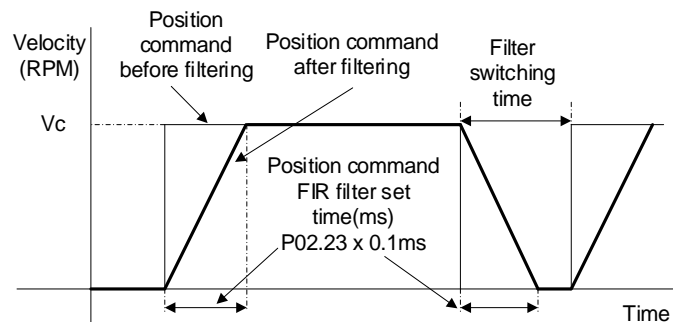 Velocity
(RPM)
Position
command
before filtering
Position command
after filtering
Filter
switching
time
Vc
Position command
FIR filter set
time(ms)
P02.23 x 0.1ms
Time